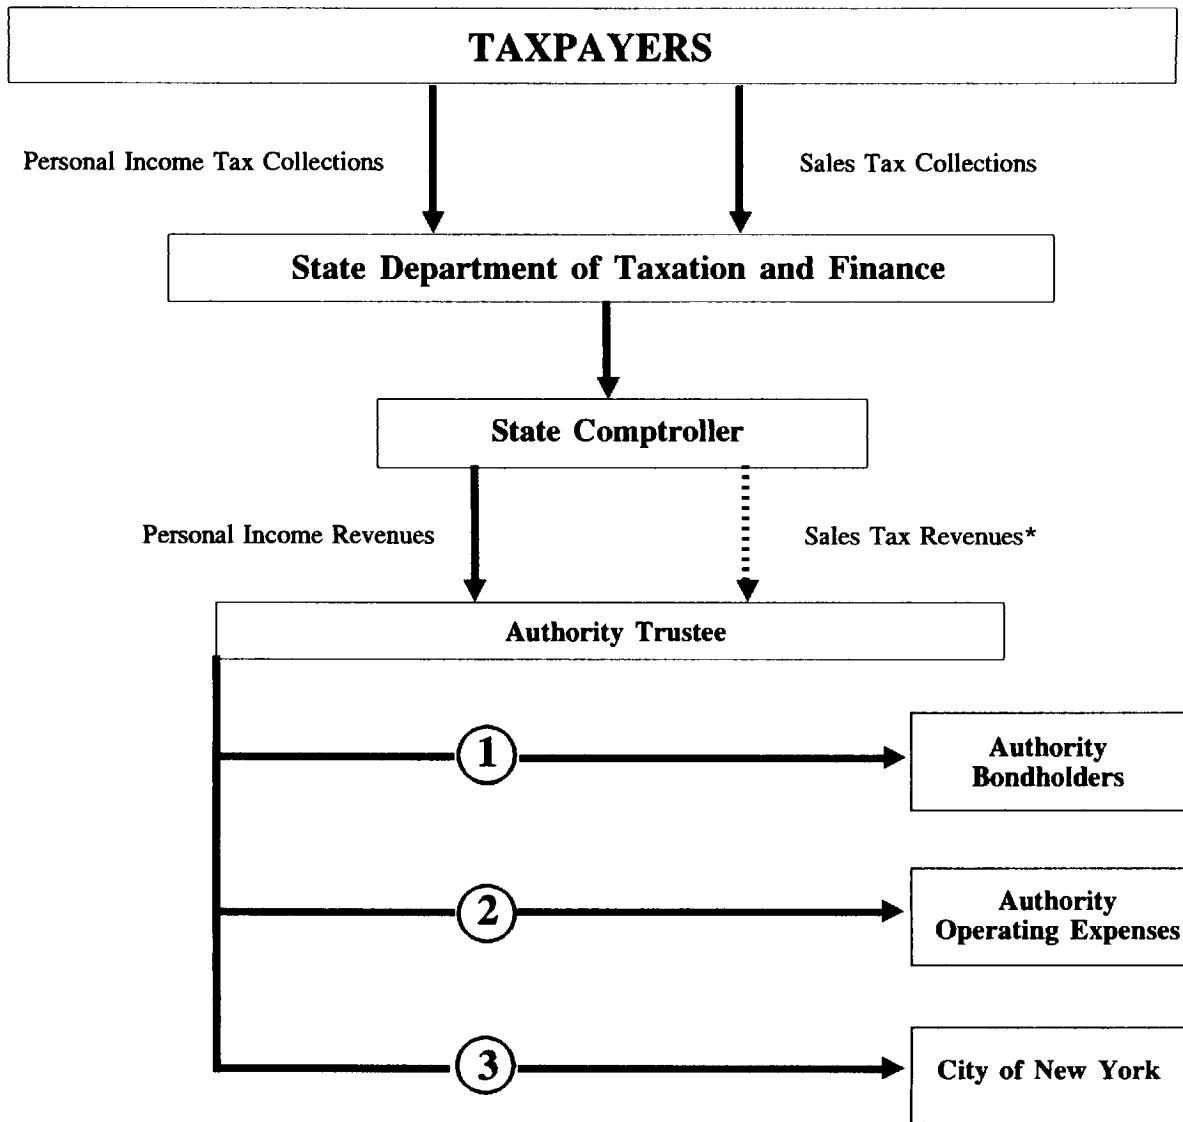 TAXPAYERS
Personal Income Tax Collections
Sales Tax Collections
State Department of Taxation and Finance
State Comptroller
Personal Income Revenues
Sales Tax Revenues*
Authority Trustee
1
Authority
Bondholders
2
Authority
Operating Expenses
3
City of New York